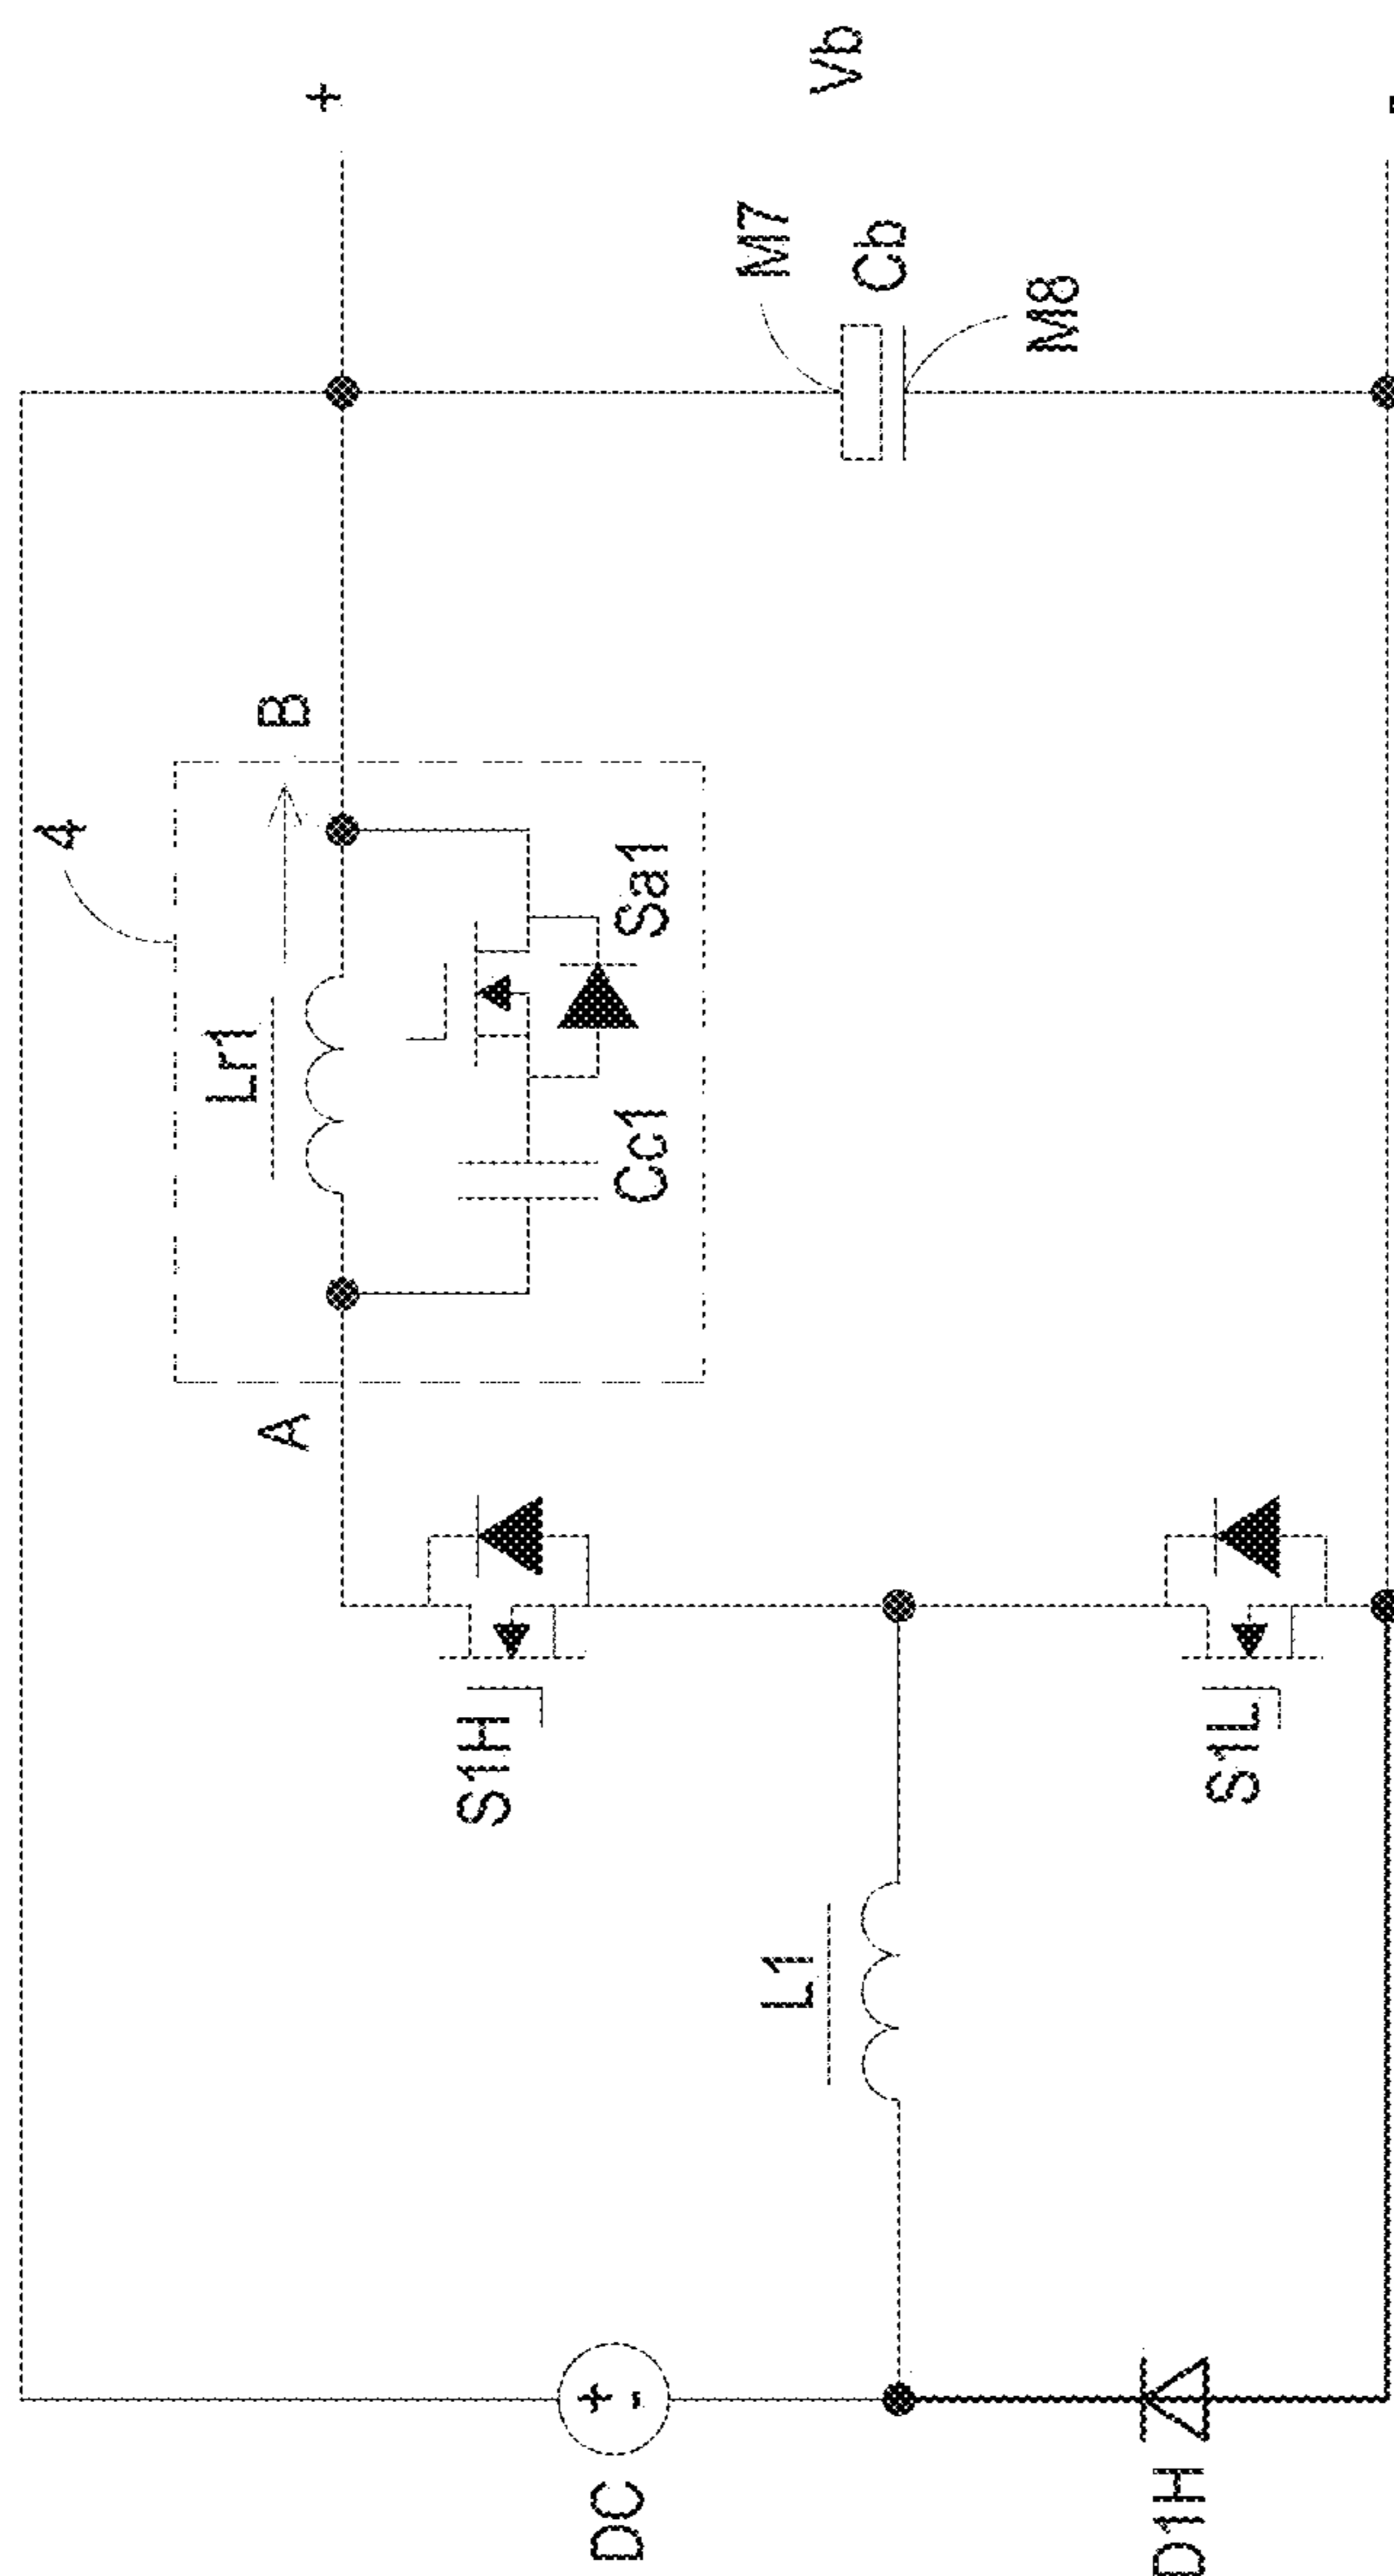 +
Vb
M7
Cb
M8
-
4
B
Lr1
Sa1
Cc1
A
S1H
S1L
L1
+
-
DC
D1H